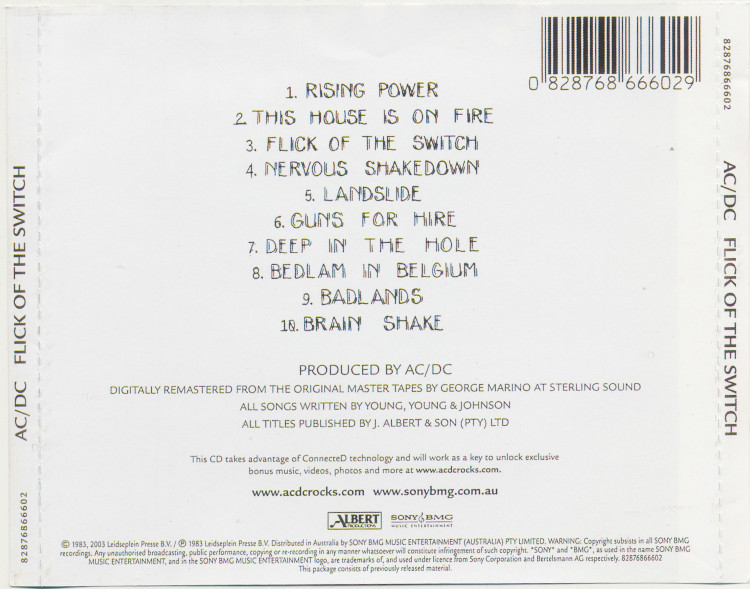 0 828768 666029
82876866602
1. RISING POWER
2. THIS HOUSE IS ON FIRE
3. FLICK OF THE SWITCH
4. NERVOUS SHAKEDOWN
5. LANDSLIDE
6. GUNS FOR HIRE
7. DEEP IN THE HOLE
8. BEDLAM IN BELGIUM
9. BADLANDS
10. BRAIN SHAKE
AC/DC FLICK OF THE SWITCH
AC/DC FLICK OF THE SWITCH
PRODUCED BY AC/DC
DIGITALLY REMASTERED FROM THE ORIGINAL MASTER TAPES BY GEORGE MARINO AT STERLING SOUND
ALL SONGS WRITTEN BY YOUNG, YOUNG & JOHNSON
ALL TITLES PUBLISHED BY J. ALBERT & SON (PTY) LTD
This CD takes advantage of ConnecteD technology and will work as a key to unlock exclusive
bonus music, videos, photos and more at www.acdcrocks.com.
www.acdcrocks.com www.sonybmg.com.au
82876866602
ALBERT
PRODUCTIONS
SONY BMG
MUSIC ENTERTAINMENT
© 1983, 2003 Leidseplein Presse B.V. / ℗ 1983 Leidseplein Presse B.V. Distributed in Australia by SONY BMG MUSIC ENTERTAINMENT (AUSTRALIA) PTY LIMITED. WARNING: Copyright subsists in all SONY BMG
recordings. Any unauthorised broadcasting, public performance, copying or re-recording in any manner whatsoever will constitute infringement of such copyright. "SONY" and "BMG", as used in the name SONY BMG
MUSIC ENTERTAINMENT, and in the SONY BMG MUSIC ENTERTAINMENT logo, are trademarks of, and used under licence from Sony Corporation and Bertelsmann AG respectively. 82876866602
This package consists of previously released material.